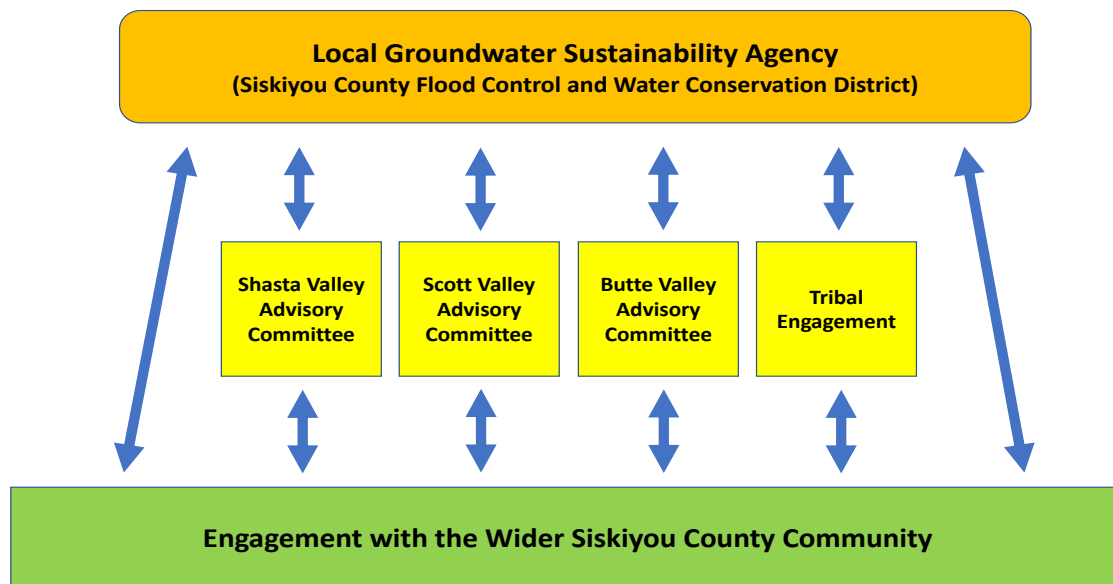 Local Groundwater Sustainability Agency
(Siskiyou County Flood Control and Water Conservation District)
Shasta Valley
Advisory
Committee
Scott Valley
Advisory
Committee
Butte Valley
Advisory
Committee
Tribal
Engagement
Engagement with the Wider Siskiyou County Community